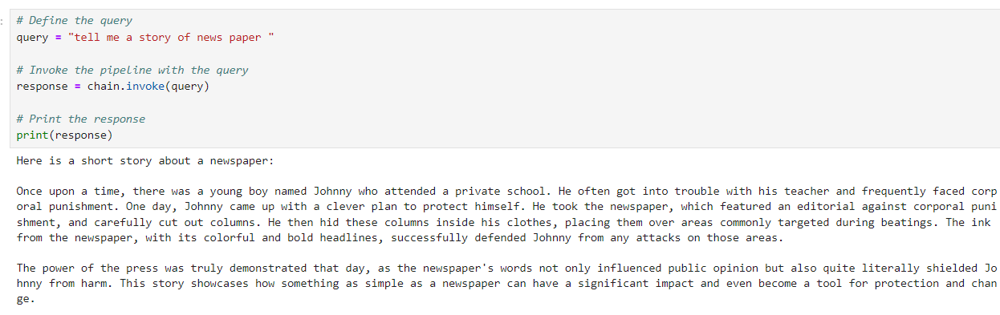 # Define the query
query = "tell me a story of news paper "
# Invoke the pipeline with the query
response = chain.invoke(query)
# Print the response
print(response)
Here is a short story about a newspaper:
Once upon a time, there was a young boy named Johnny who attended a private school. He often got into trouble with his teacher and frequently faced corp
oral punishment. One day, Johnny came up with a clever plan to protect himself. He took the newspaper, which featured an editorial against corporal puni
shment, and carefully cut out columns. He then hid these columns inside his clothes, placing them over areas commonly targeted during beatings. The ink
from the newspaper, with its colorful and bold headlines, successfully defended Johnny from any attacks on those areas.
The power of the press was truly demonstrated that day, as the newspaper's words not only influenced public opinion but also quite literally shielded Jo
hnny from harm. This story showcases how something as simple as a newspaper can have a significant impact and even become a tool for protection and chan
ge.